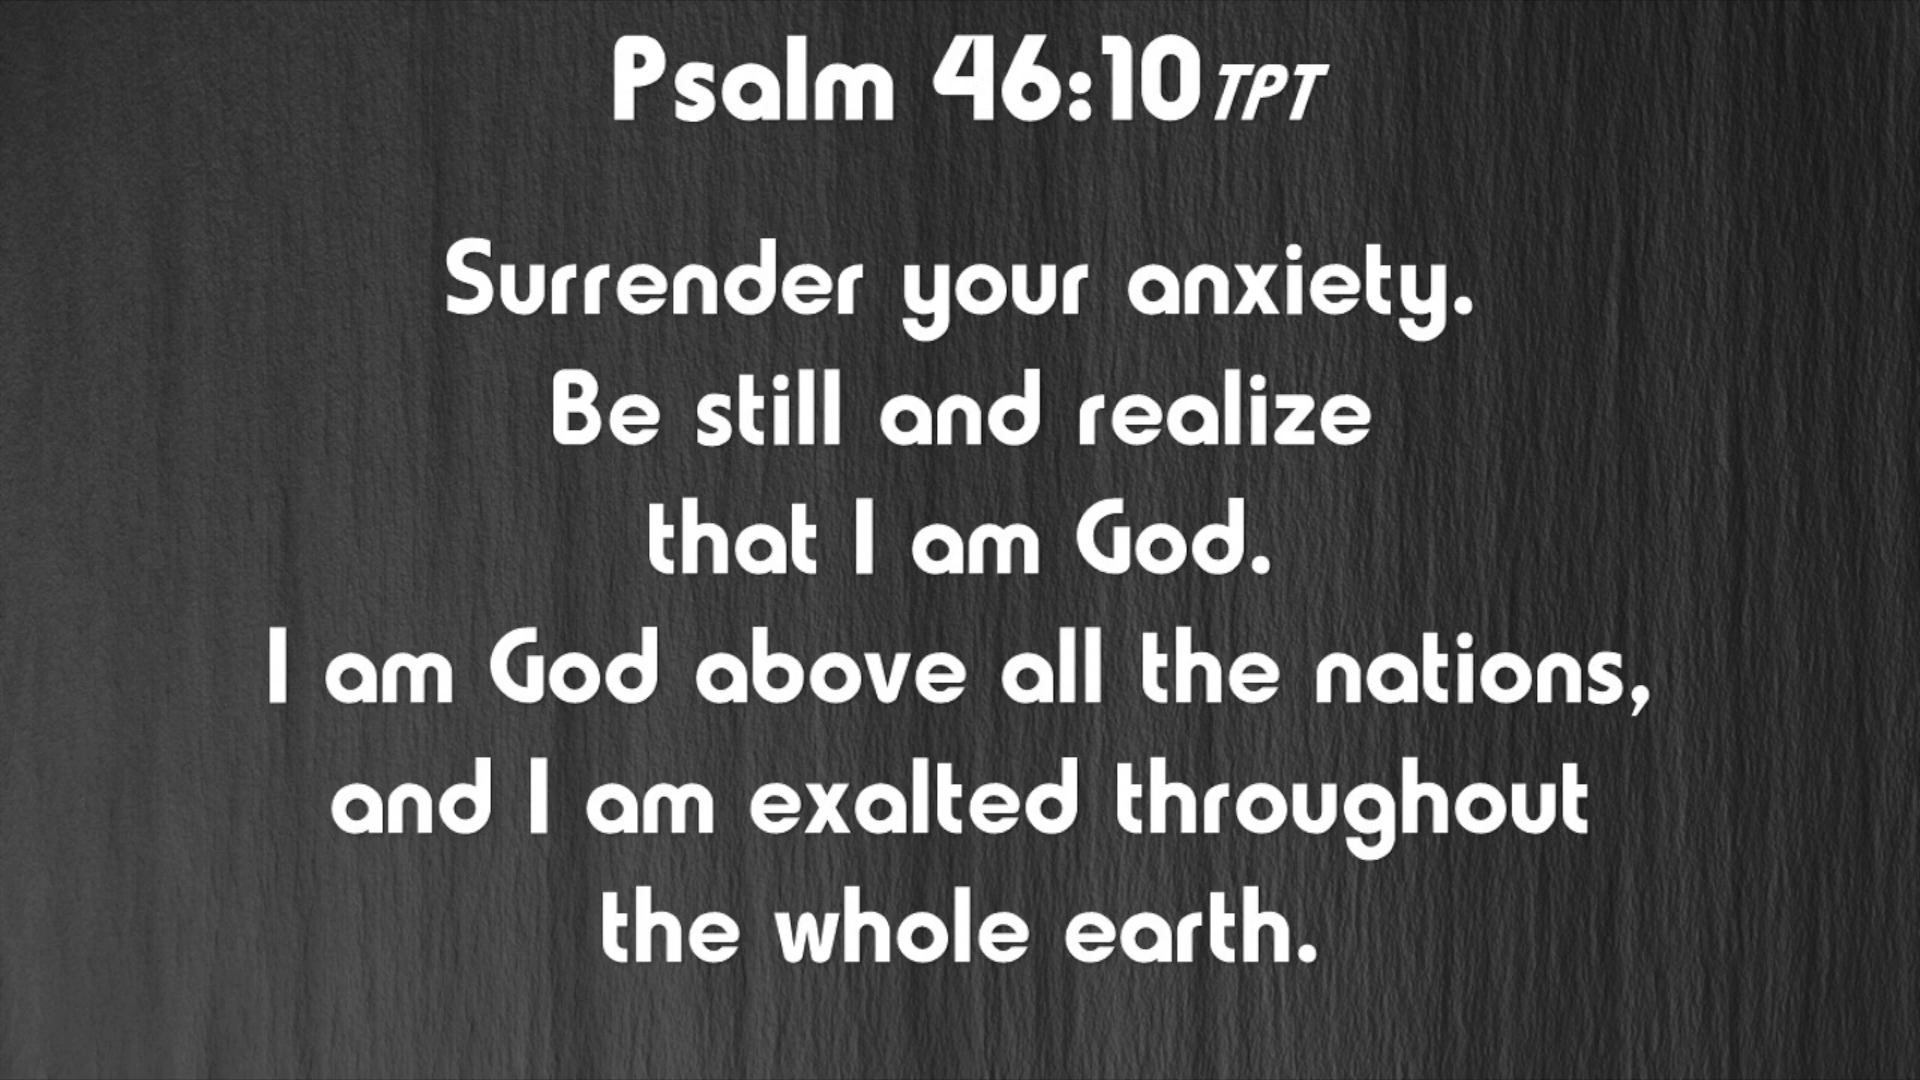 Psalm 46:10 TPT
Surrender your anxiety.
Be still and realize
that I am God.
I am God above all the nations,
and I am exalted throughout
the whole earth.